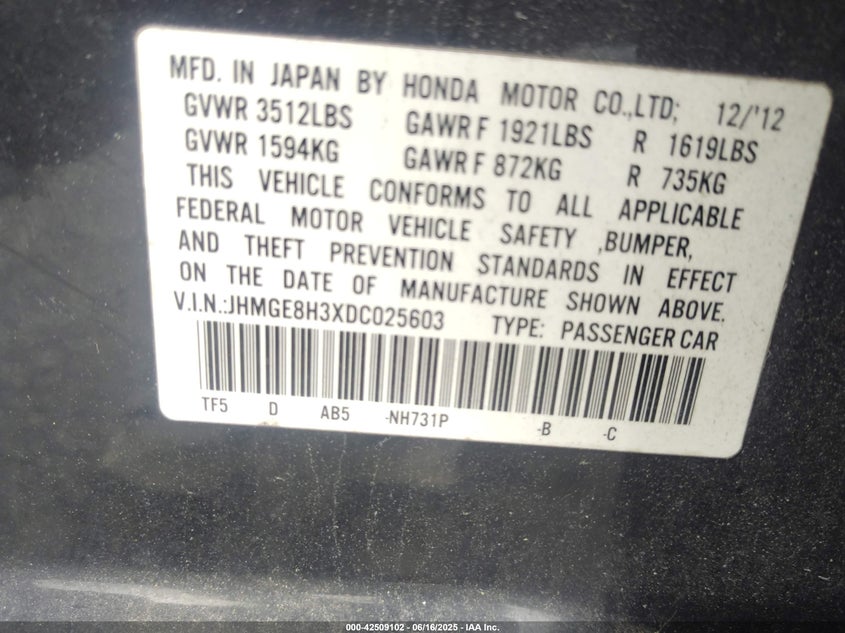 MFD. IN JAPAN BY HONDA MOTOR CO.,LTD; 12/'12
GVWR 3512LBS GAWR F 1921LBS R 1619LBS
GVWR 1594KG GAWR F 872KG R 735KG
THIS VEHICLE CONFORMS TO ALL APPLICABLE
FEDERAL MOTOR VEHICLE SAFETY ,BUMPER,
AND THEFT PREVENTION STANDARDS IN EFFECT
ON THE DATE OF MANUFACTURE SHOWN ABOVE.
V.I.N.:JHMGE8H3XDC025603 TYPE: PASSENGER CAR
TF5 D AB5 -NH731P -B -C
000-42509102 - 06/16/2025 - IAA Inc.